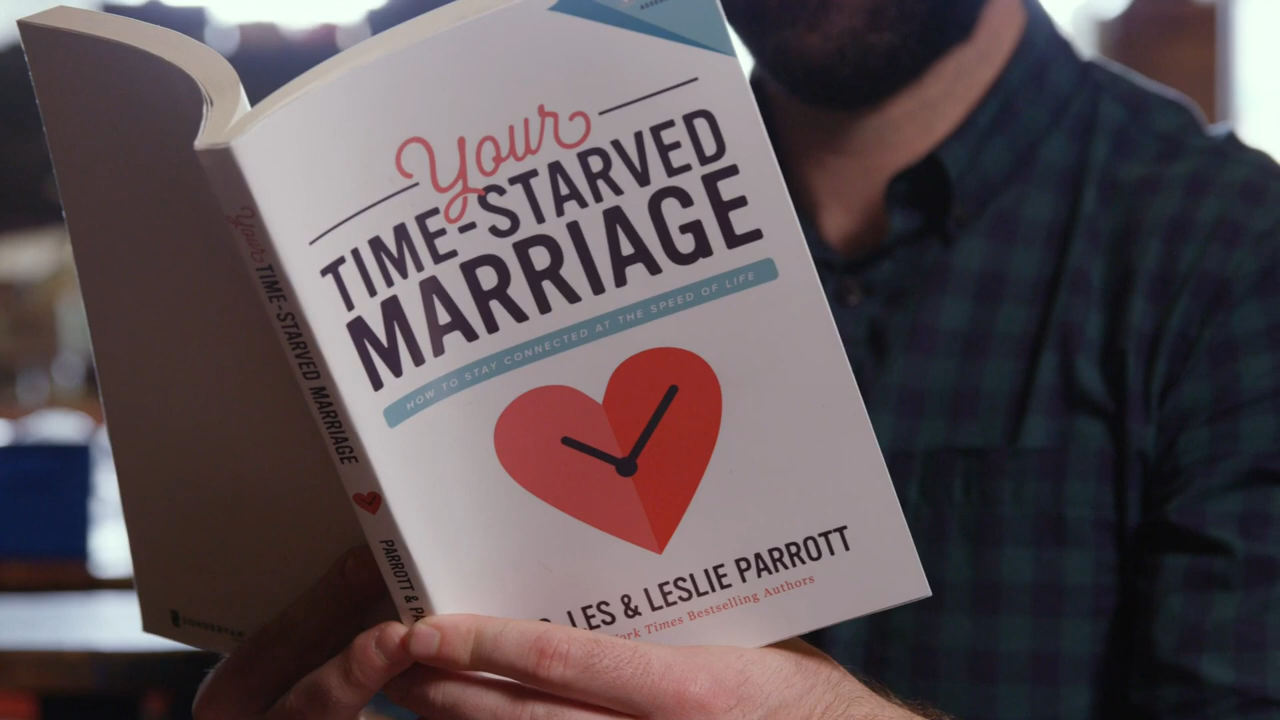 Your
TIME-STARVED
MARRIAGE
HOW TO STAY CONNECTED AT THE SPEED OF LIFE
LES & LESLIE PARROTT
Times Bestselling Authors
Your TIME-STARVED MARRIAGE
PARROTT &